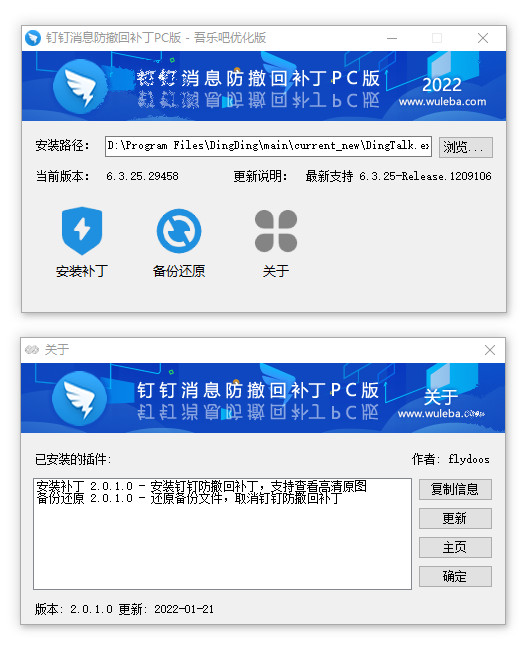 钉钉消息防撤回补丁PC版 - 吾乐吧优化版
钉钉消息防撤回补丁PC版
2022
www.wuleba.com
安装路径: D:\Program Files\DingDing\main\current_new\DingTalk.ex 浏览...
当前版本: 6.3.25.29458 更新说明: 最新支持 6.3.25-Release.1209106
安装补丁 备份还原 关于
关于
钉钉消息防撤回补丁PC版
关于
www.wuleba.
已安装的插件: 作者: flydoos
安装补丁 2.0.1.0 - 安装钉钉防撤回补丁，支持查看高清原图
备份还原 2.0.1.0 - 还原备份文件，取消钉钉防撤回补丁
复制信息
更新
主页
确定
版本: 2.0.1.0 更新: 2022-01-21